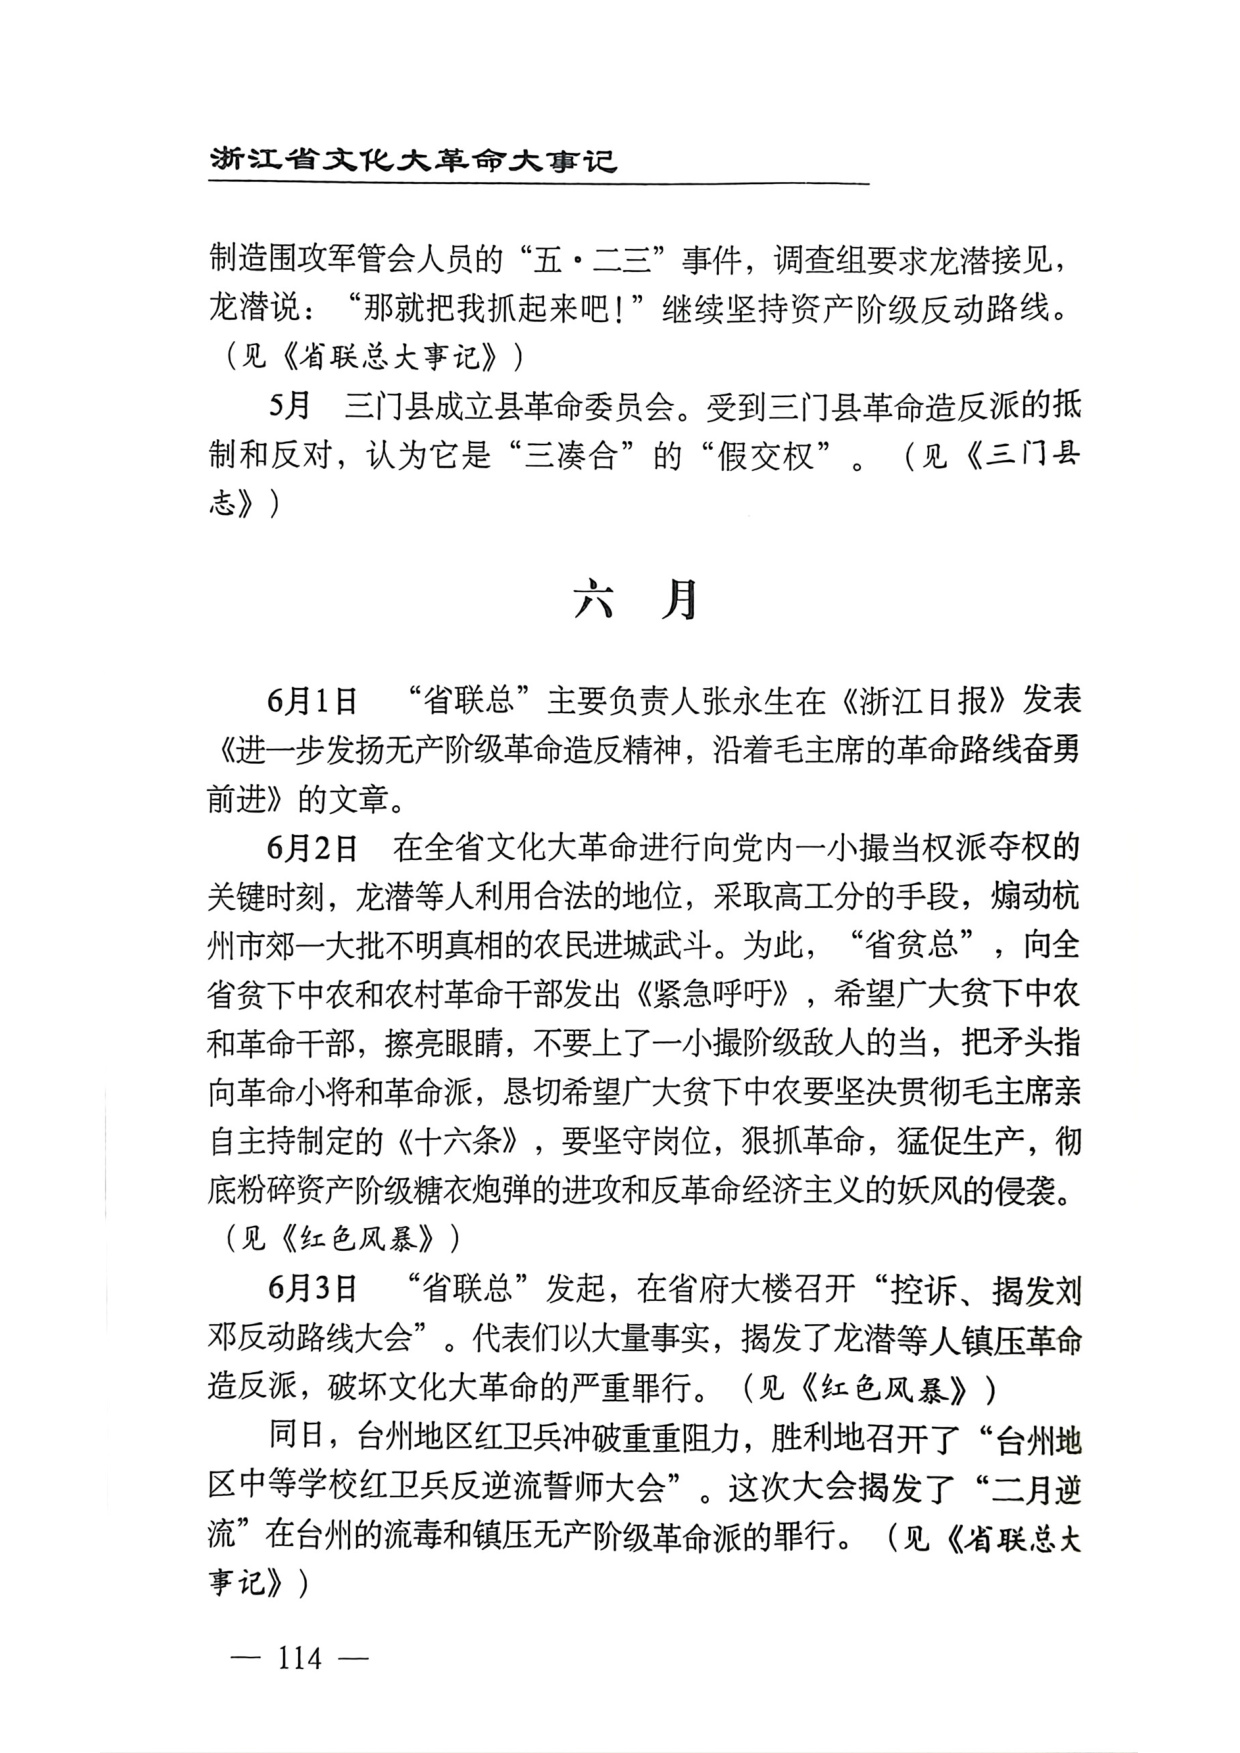 浙江省文化大革命大事记
制造围攻军管会人员的“五·二三”事件，调查组要求龙潜接见，
龙潜说：“那就把我抓起来吧！”继续坚持资产阶级反动路线。
（见《省联总大事记》）
5月　三门县成立县革命委员会。受到三门县革命造反派的抵
制和反对，认为它是“三凑合”的“假交权”。（见《三门县
志》）
六　月
6月1日　“省联总”主要负责人张永生在《浙江日报》发表
《进一步发扬无产阶级革命造反精神，沿着毛主席的革命路线奋勇
前进》的文章。
6月2日　在全省文化大革命进行向党内一小撮当权派夺权的
关键时刻，龙潜等人利用合法的地位，采取高工分的手段，煽动杭
州市郊一大批不明真相的农民进城武斗。为此，“省贫总”，向全
省贫下中农和农村革命干部发出《紧急呼吁》，希望广大贫下中农
和革命干部，擦亮眼睛，不要上了一小撮阶级敌人的当，把矛头指
向革命小将和革命派，恳切希望广大贫下中农要坚决贯彻毛主席亲
自主持制定的《十六条》，要坚守岗位，狠抓革命，猛促生产，彻
底粉碎资产阶级糖衣炮弹的进攻和反革命经济主义的妖风的侵袭。
（见《红色风暴》）
6月3日　“省联总”发起，在省府大楼召开“控诉、揭发刘
邓反动路线大会”。代表们以大量事实，揭发了龙潜等人镇压革命
造反派，破坏文化大革命的严重罪行。（见《红色风暴》）
同日，台州地区红卫兵冲破重重阻力，胜利地召开了“台州地
区中等学校红卫兵反逆流誓师大会”。这次大会揭发了“二月逆
流”在台州的流毒和镇压无产阶级革命派的罪行。（见《省联总大
事记》）
— 114 —